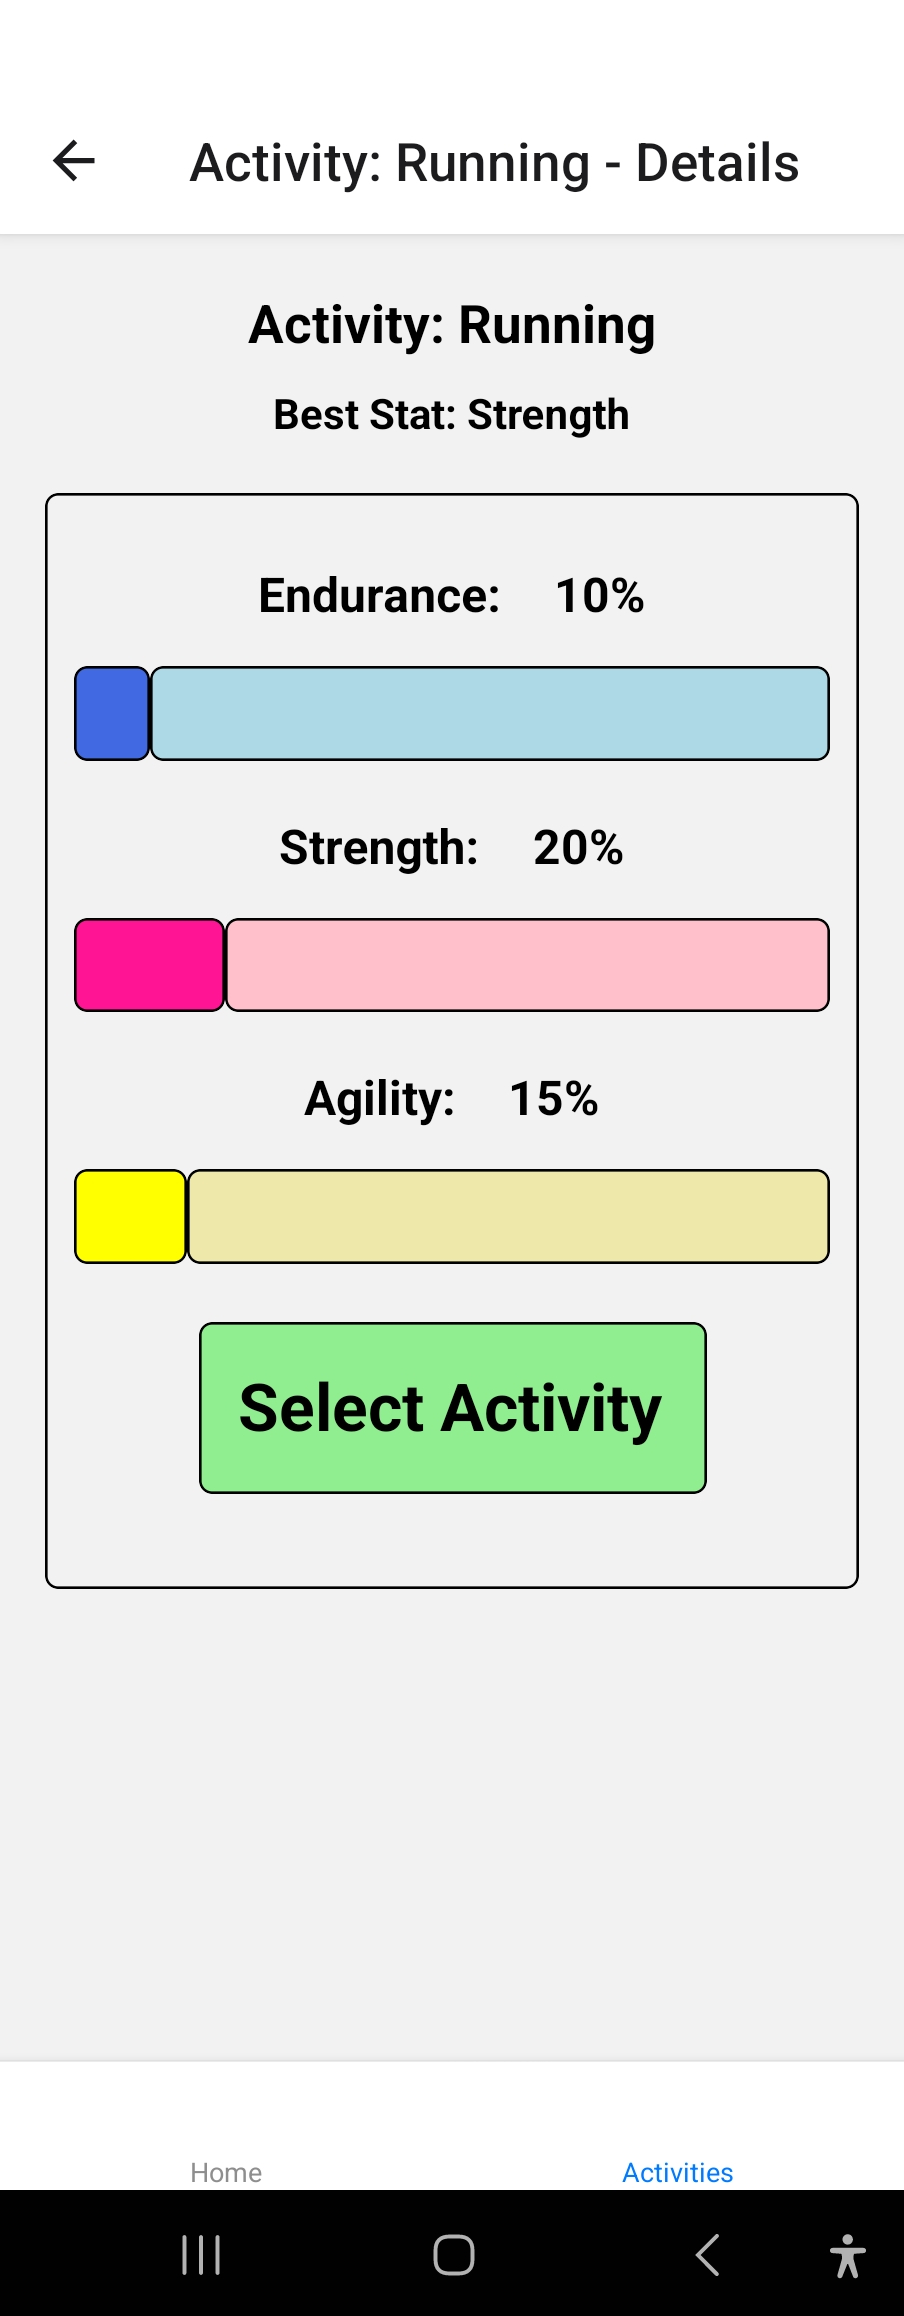 Activity: Running - Details
Activity: Running
Best Stat: Strength
Endurance: 10%
Strength: 20%
Agility: 15%
Select Activity
Home Activities